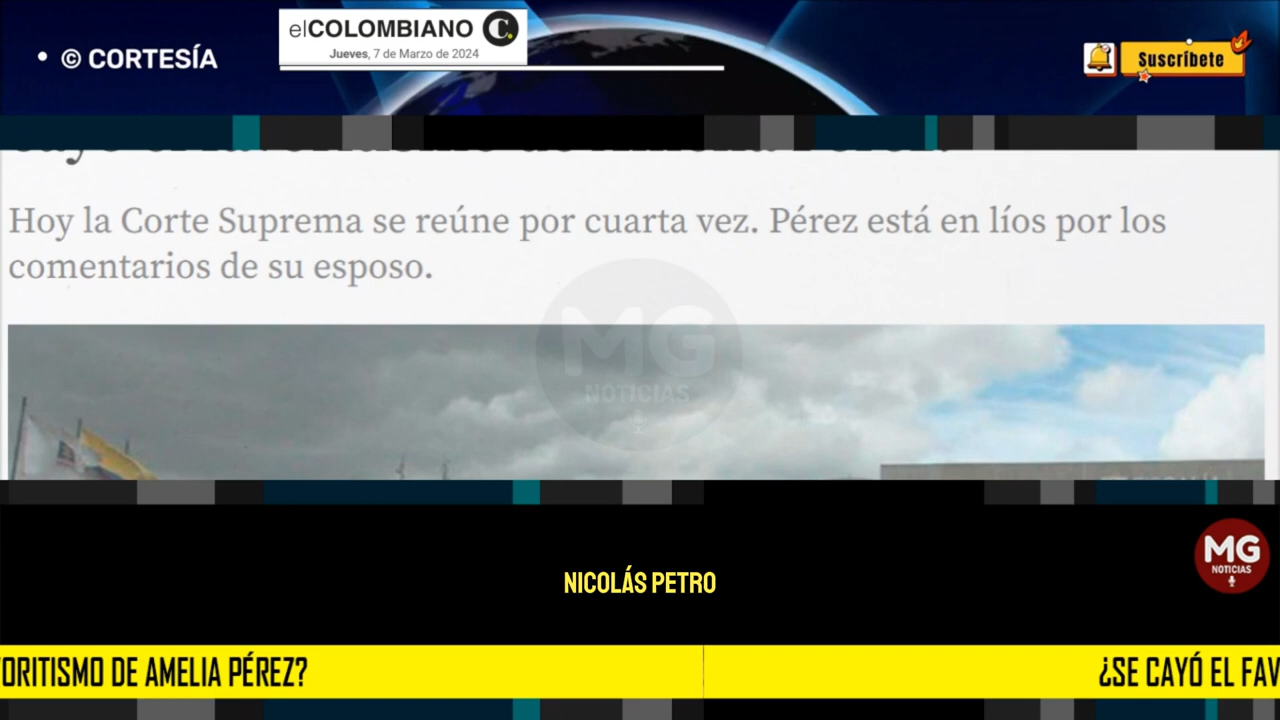 • © CORTESÍA
elCOLOMBIANO C.
Jueves, 7 de Marzo de 2024
Suscríbete
Hoy la Corte Suprema se reúne por cuarta vez. Pérez está en líos por los
comentarios de su esposo.
MG
NOTICIAS
NICOLÁS PETRO
MG
NOTICIAS
ORITISMO DE AMELIA PÉREZ?
¿SE CAYÓ EL FAV